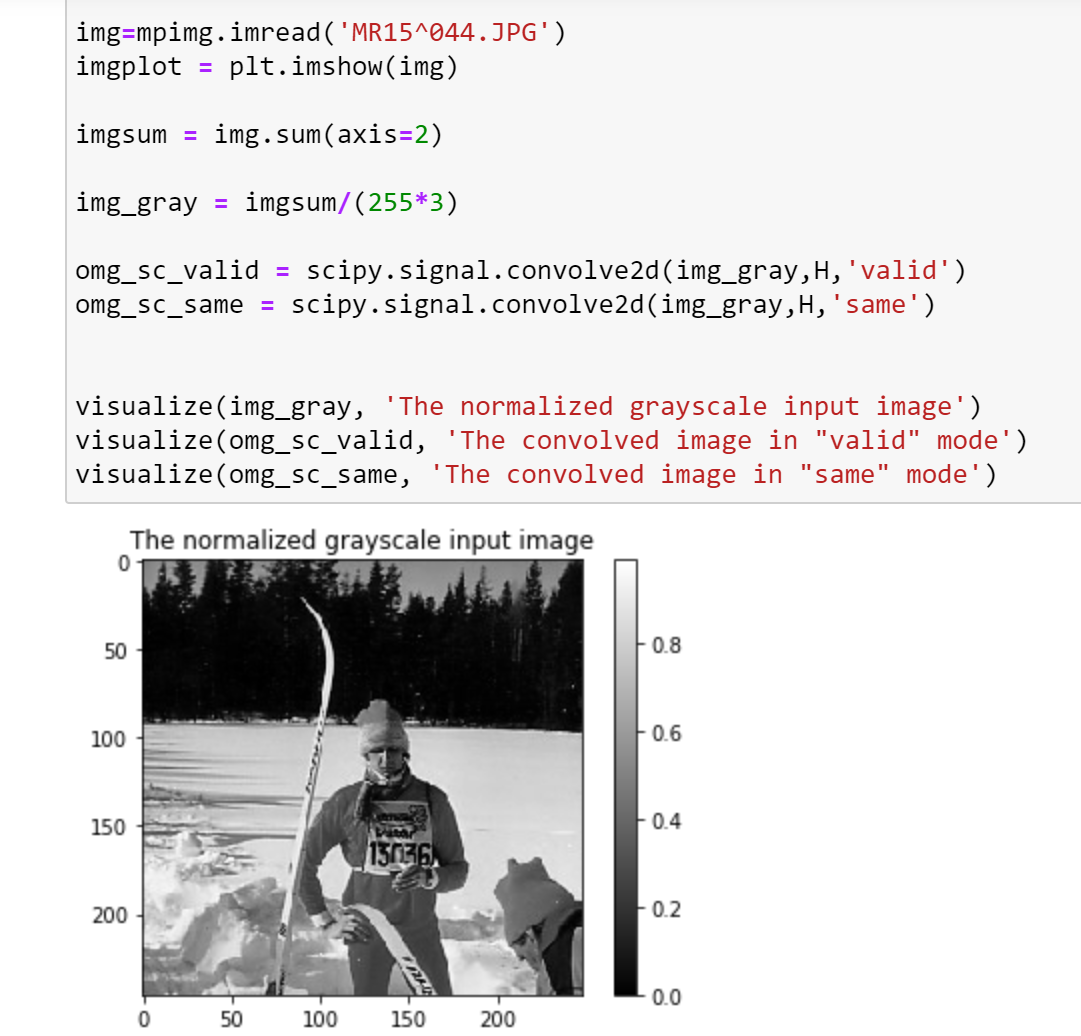 img=mpimg.imread('MR15^044.JPG')
imgplot = plt.imshow(img)
imgsum = img.sum(axis=2)
img_gray = imgsum/(255*3)
omg_sc_valid = scipy.signal.convolve2d(img_gray,H,'valid')
omg_sc_same = scipy.signal.convolve2d(img_gray,H,'same')
visualize(img_gray, 'The normalized grayscale input image')
visualize(omg_sc_valid, 'The convolved image in "valid" mode')
visualize(omg_sc_same, 'The convolved image in "same" mode')
The normalized grayscale input image
0
50
100
150
200
0 50 100 150 200
0.8
0.6
0.4
0.2
0.0
13036